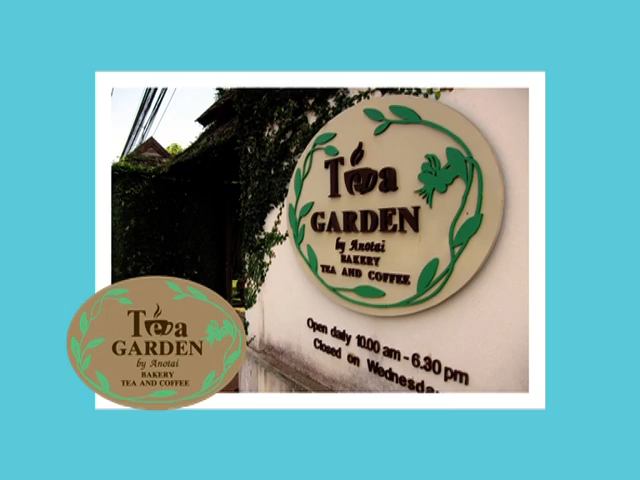 Tea
GARDEN
by Anotai
BAKERY
TEA AND COFFEE
Open daily 10.00 am - 6.30 pm
Closed on Wednesday
Tea
GARDEN
by Anotai
BAKERY
TEA AND COFFEE